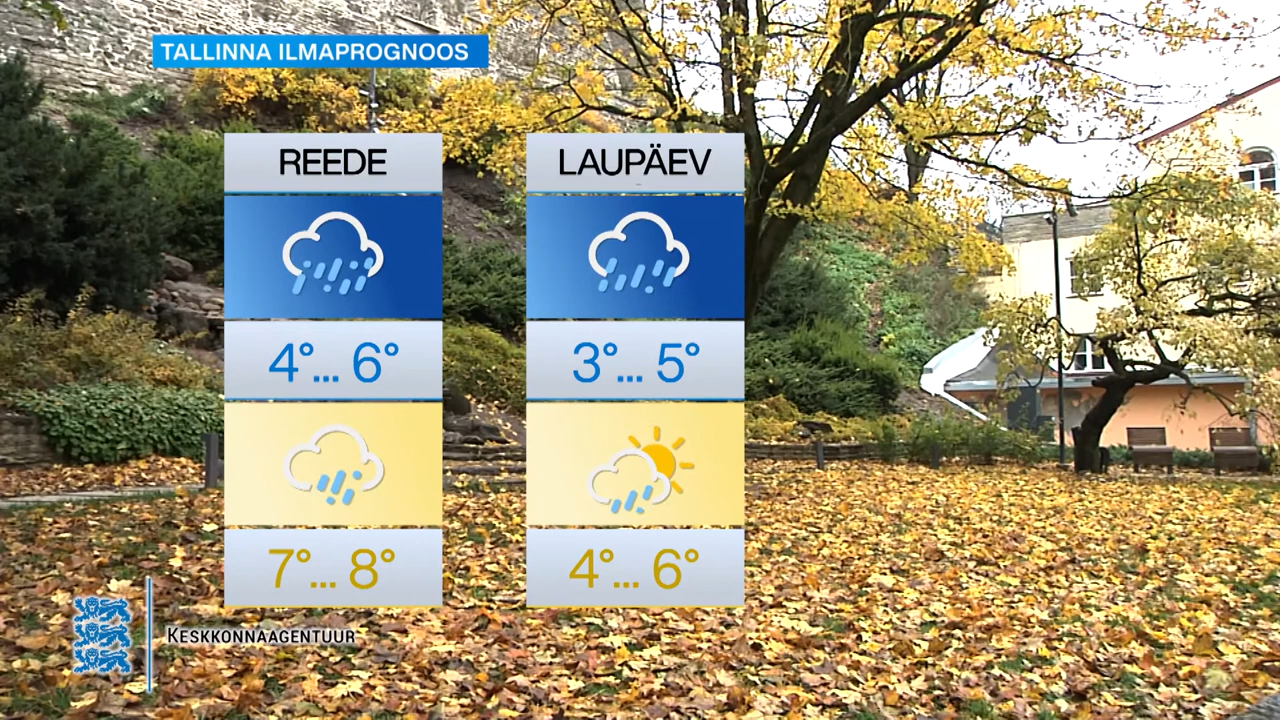 TALLINNA ILMAPROGNOOS
REEDE
4°... 6°
7°... 8°
LAUPÄEV
3°... 5°
4°... 6°
KESKKONNAAGENTUUR